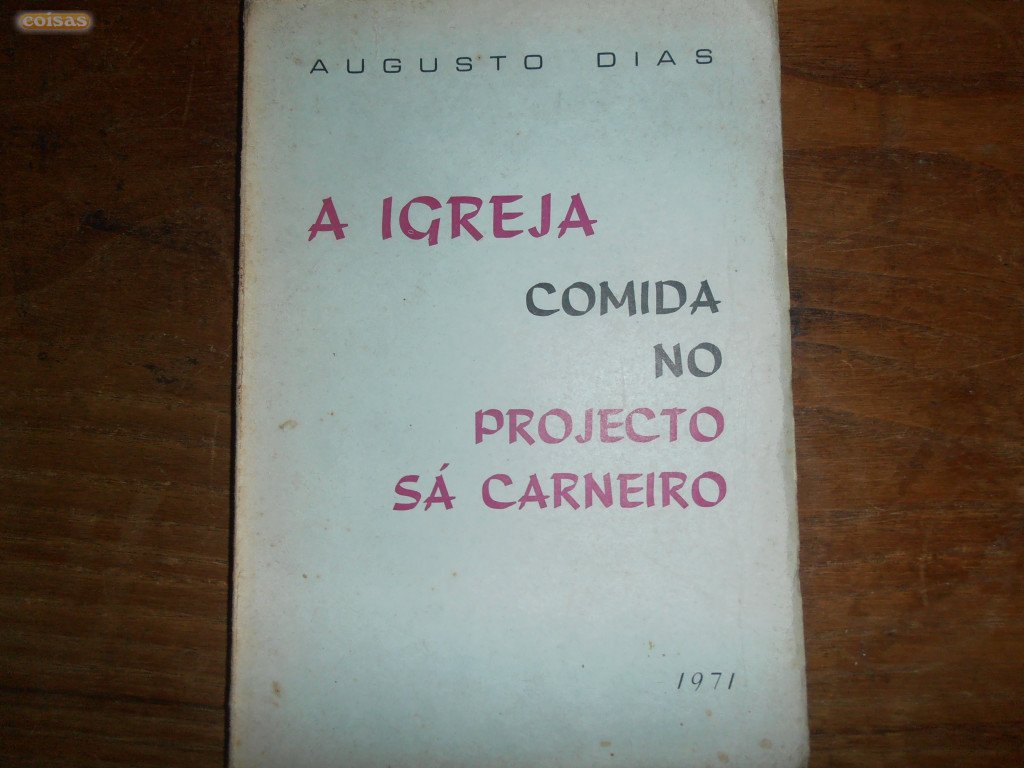 coisas
AUGUSTO DIAS
A IGREJA
COMIDA
NO
PROJECTO
SÁ CARNEIRO
1971